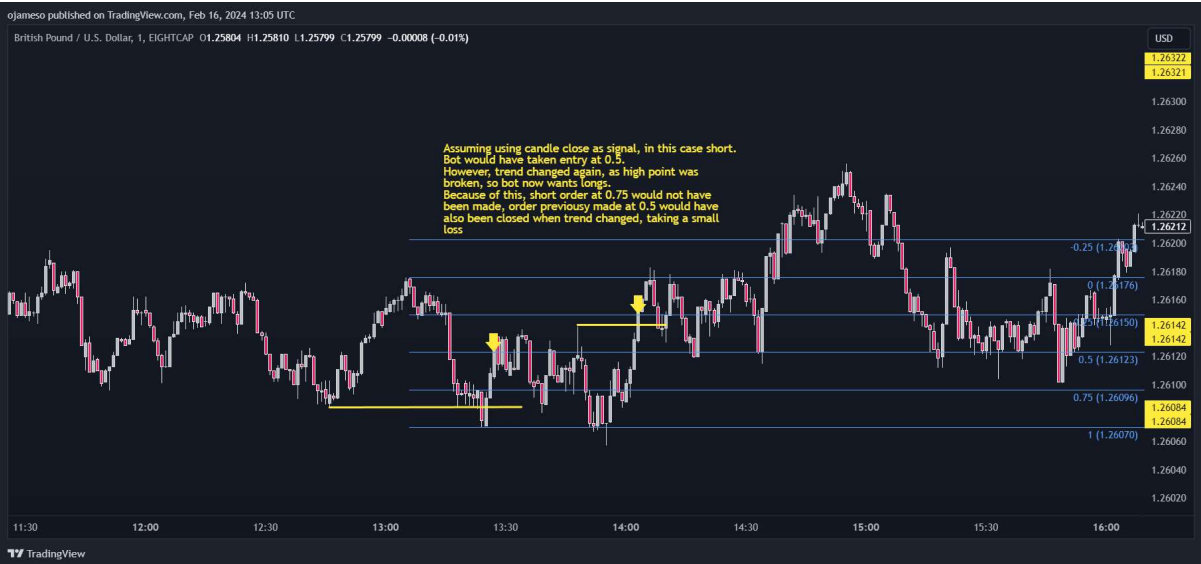 ojameso published on TradingView.com, Feb 16, 2024 13:05 UTC
British Pound / U.S. Dollar, 1, EIGHTCAP O1.25804 H1.25810 L1.25799 C1.25799 −0.00008 (−0.01%)
USD
1.26322
1.26321
1.26300
1.26280
Assuming using candle close as signal, in this case short.
Bot would have taken entry at 0.5.
However, trend changed again, as high point was
broken, so bot now wants longs.
Because of this, short order at 0.75 would not have
been made, order previousy made at 0.5 would have
also been closed when trend changed, taking a small
loss
1.26260
1.26240
1.26220
1.26212
1.26200
-0.25
1.26180
0 (1.26176)
1.26160
(1.26150)
1.26142
1.26142
1.26120
0.5 (1.26123)
1.26100
0.75 (1.26096)
1.26084
1.26084
1 (1.26070)
1.26060
1.26040
1.26020
11:30 12:00 12:30 13:00 13:30 14:00 14:30 15:00 15:30 16:00
TradingView